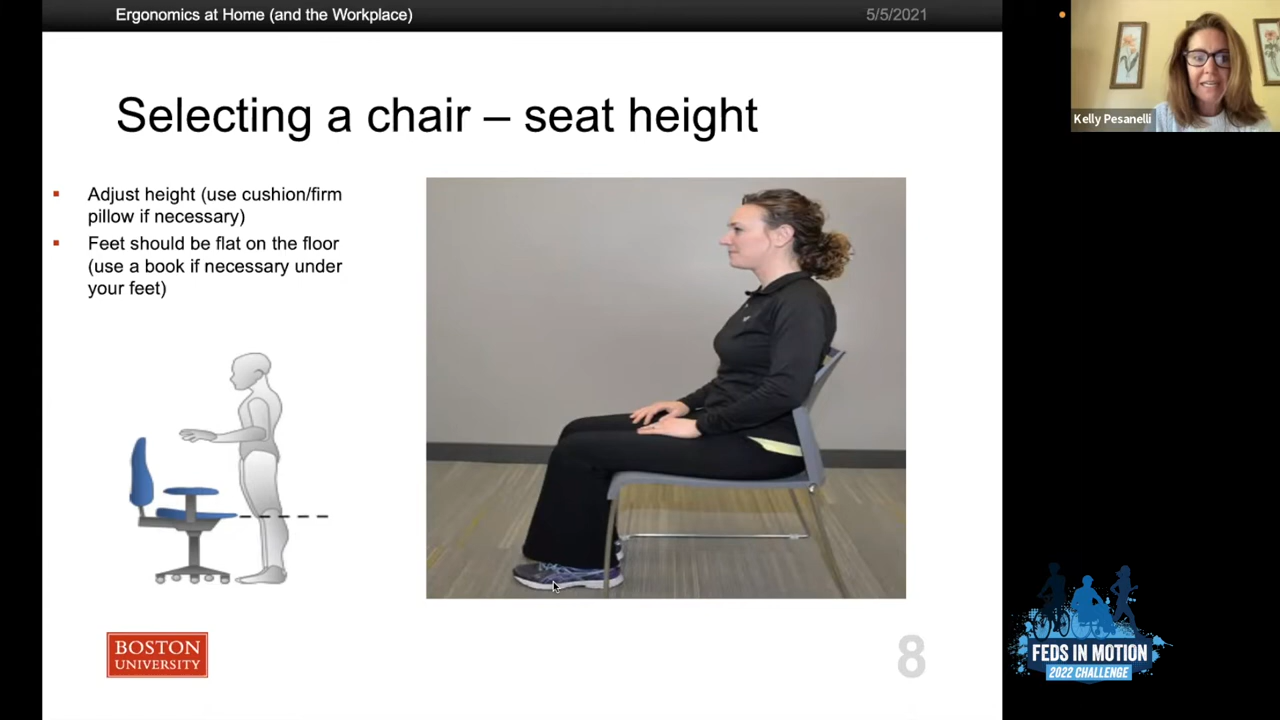 Ergonomics at Home (and the Workplace)
5/5/2021
Selecting a chair – seat height
▪ Adjust height (use cushion/firm
pillow if necessary)
▪ Feet should be flat on the floor
(use a book if necessary under
your feet)
BOSTON
UNIVERSITY
8
Kelly Pesanelli
FEDS IN MOTION
2022 CHALLENGE